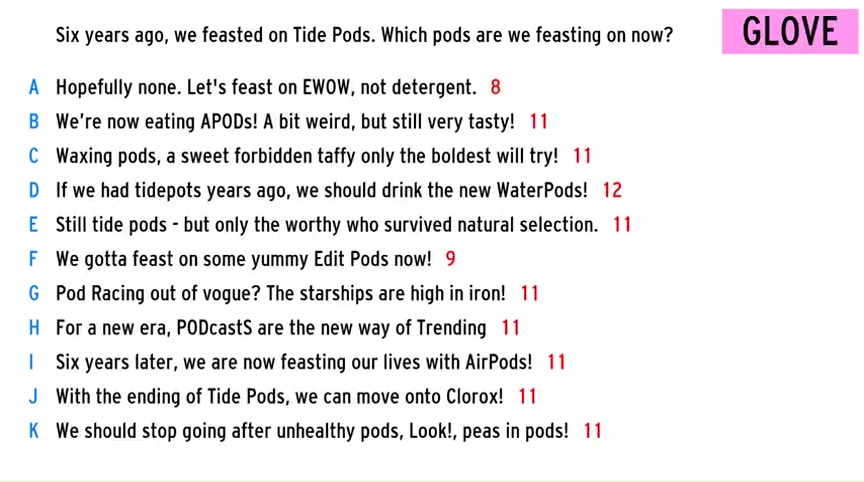 Six years ago, we feasted on Tide Pods. Which pods are we feasting on now?
GLOVE
A Hopefully none. Let's feast on EWOW, not detergent. 8
B We're now eating APODs! A bit weird, but still very tasty! 11
C Waxing pods, a sweet forbidden taffy only the boldest will try! 11
D If we had tidepots years ago, we should drink the new WaterPods! 12
E Still tide pods - but only the worthy who survived natural selection. 11
F We gotta feast on some yummy Edit Pods now! 9
G Pod Racing out of vogue? The starships are high in iron! 11
H For a new era, PODcastS are the new way of Trending 11
I Six years later, we are now feasting our lives with AirPods! 11
J With the ending of Tide Pods, we can move onto Clorox! 11
K We should stop going after unhealthy pods, Look!, peas in pods! 11